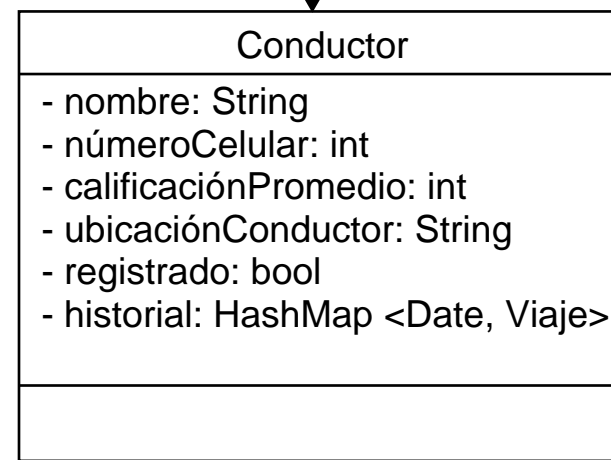 Conductor
- nombre: String
- númeroCelular: int
- calificaciónPromedio: int
- ubicaciónConductor: String
- registrado: bool
- historial: HashMap <Date, Viaje>